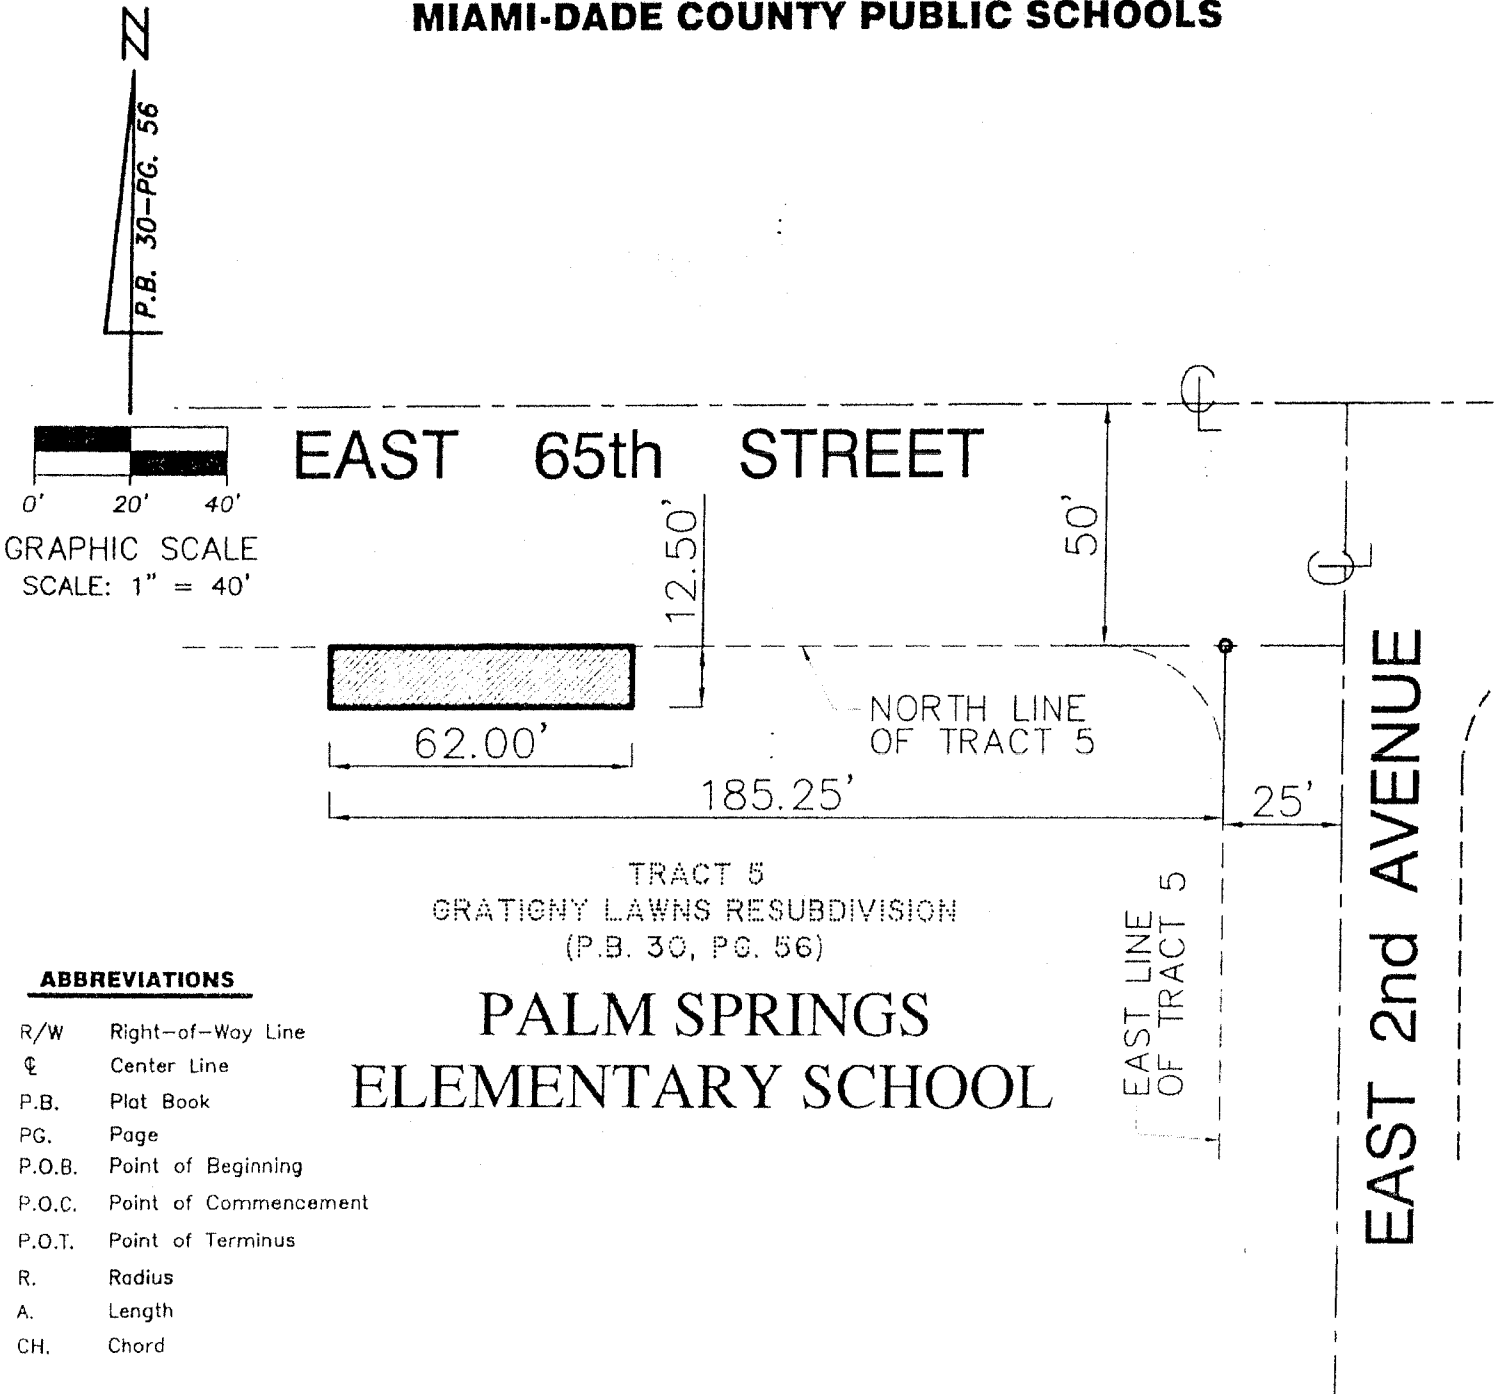 MIAMI-DADE COUNTY PUBLIC SCHOOLS
N
P.B. 30-PG. 56
EAST 65th STREET
0' 20' 40'
GRAPHIC SCALE
SCALE: 1" = 40'
12.50'
50'
℄
℄
62.00'
NORTH LINE
OF TRACT 5
185.25'
25'
TRACT 5
GRATIGNY LAWNS RESUBDIVISION
(P.B. 30, PG. 56)
PALM SPRINGS
ELEMENTARY SCHOOL
EAST LINE
OF TRACT 5
EAST 2nd AVENUE
ABBREVIATIONS
R/W Right-of-Way Line
℄ Center Line
P.B. Plat Book
PG. Page
P.O.B. Point of Beginning
P.O.C. Point of Commencement
P.O.T. Point of Terminus
R. Radius
A. Length
CH. Chord